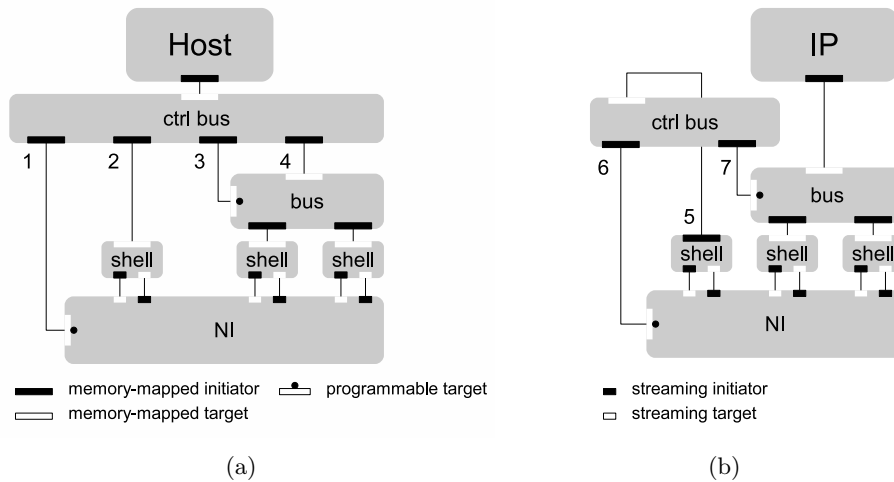 Host
ctrl bus
1
2
3
4
bus
shell
shell
shell
NI
memory-mapped initiator
programmable target
memory-mapped target
(a)
IP
ctrl bus
6
7
bus
5
shell
shell
shell
NI
streaming initiator
streaming target
(b)